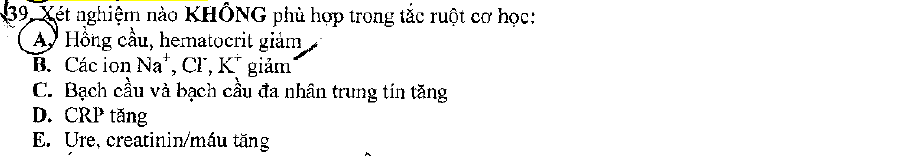 39. Xét nghiệm nào KHÔNG phù hợp trong tắc ruột cơ học:
A. Hồng cầu, hematocrit giảm
B. Các ion Na⁺, Cl⁻, K⁺ giảm
C. Bạch cầu và bạch cầu đa nhân trung tín tăng
D. CRP tăng
E. Ure, creatinin/máu tăng